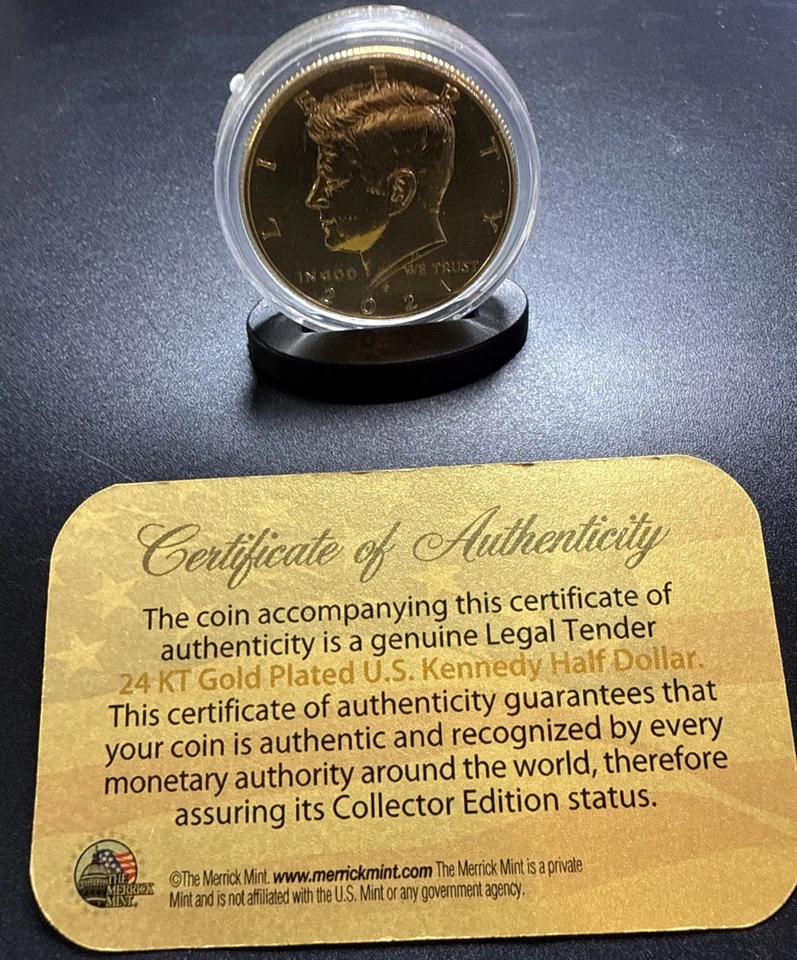 LIBERTY
IN GOD WE TRUST
2021
Certificate of Authenticity
The coin accompanying this certificate of
authenticity is a genuine Legal Tender
24 KT Gold Plated U.S. Kennedy Half Dollar.
This certificate of authenticity guarantees that
your coin is authentic and recognized by every
monetary authority around the world, therefore
assuring its Collector Edition status.
THE
MERRICK
MINT.
©The Merrick Mint. www.merrickmint.com The Merrick Mint is a private
Mint and is not affiliated with the U.S. Mint or any government agency.